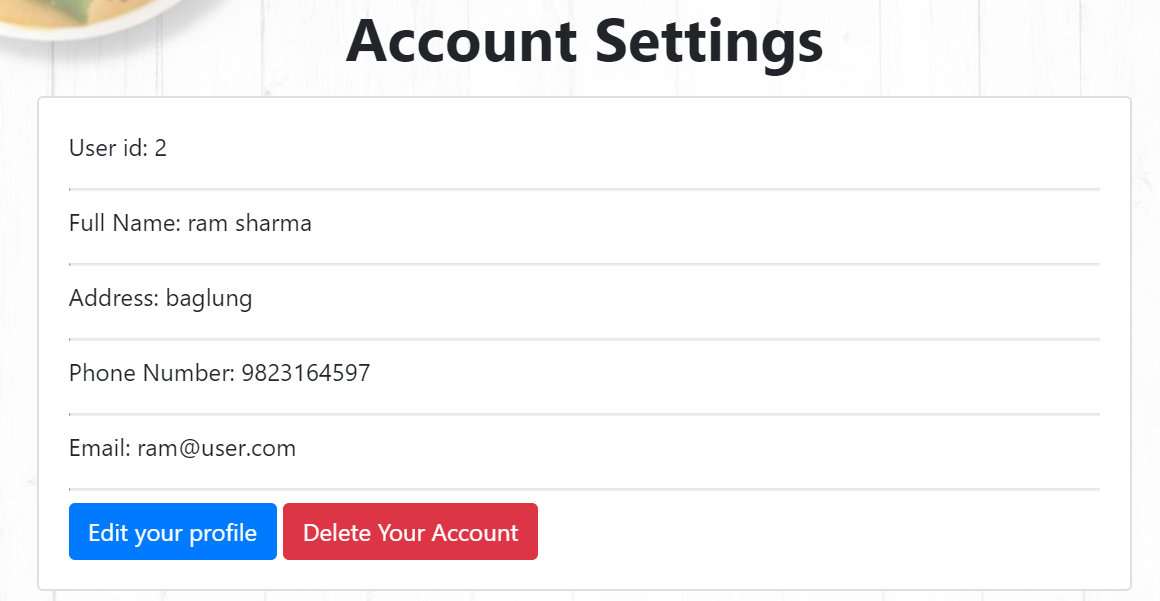 Account Settings
User id: 2
Full Name: ram sharma
Address: baglung
Phone Number: 9823164597
Email: ram@user.com
Edit your profile Delete Your Account